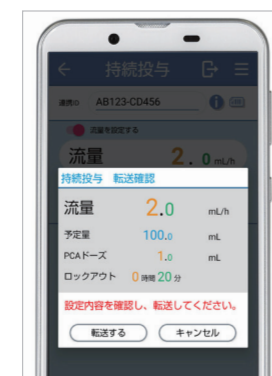 持続投与
連携ID AB123-CD456
流量を設定する
流量 2.0 mL/h
持続投与 転送確認
流量 2.0 mL/h
予定量 100.0 mL
PCAドーズ 1.0 mL
ロックアウト 0時間20分
設定内容を確認し、転送してください。
転送する キャンセル